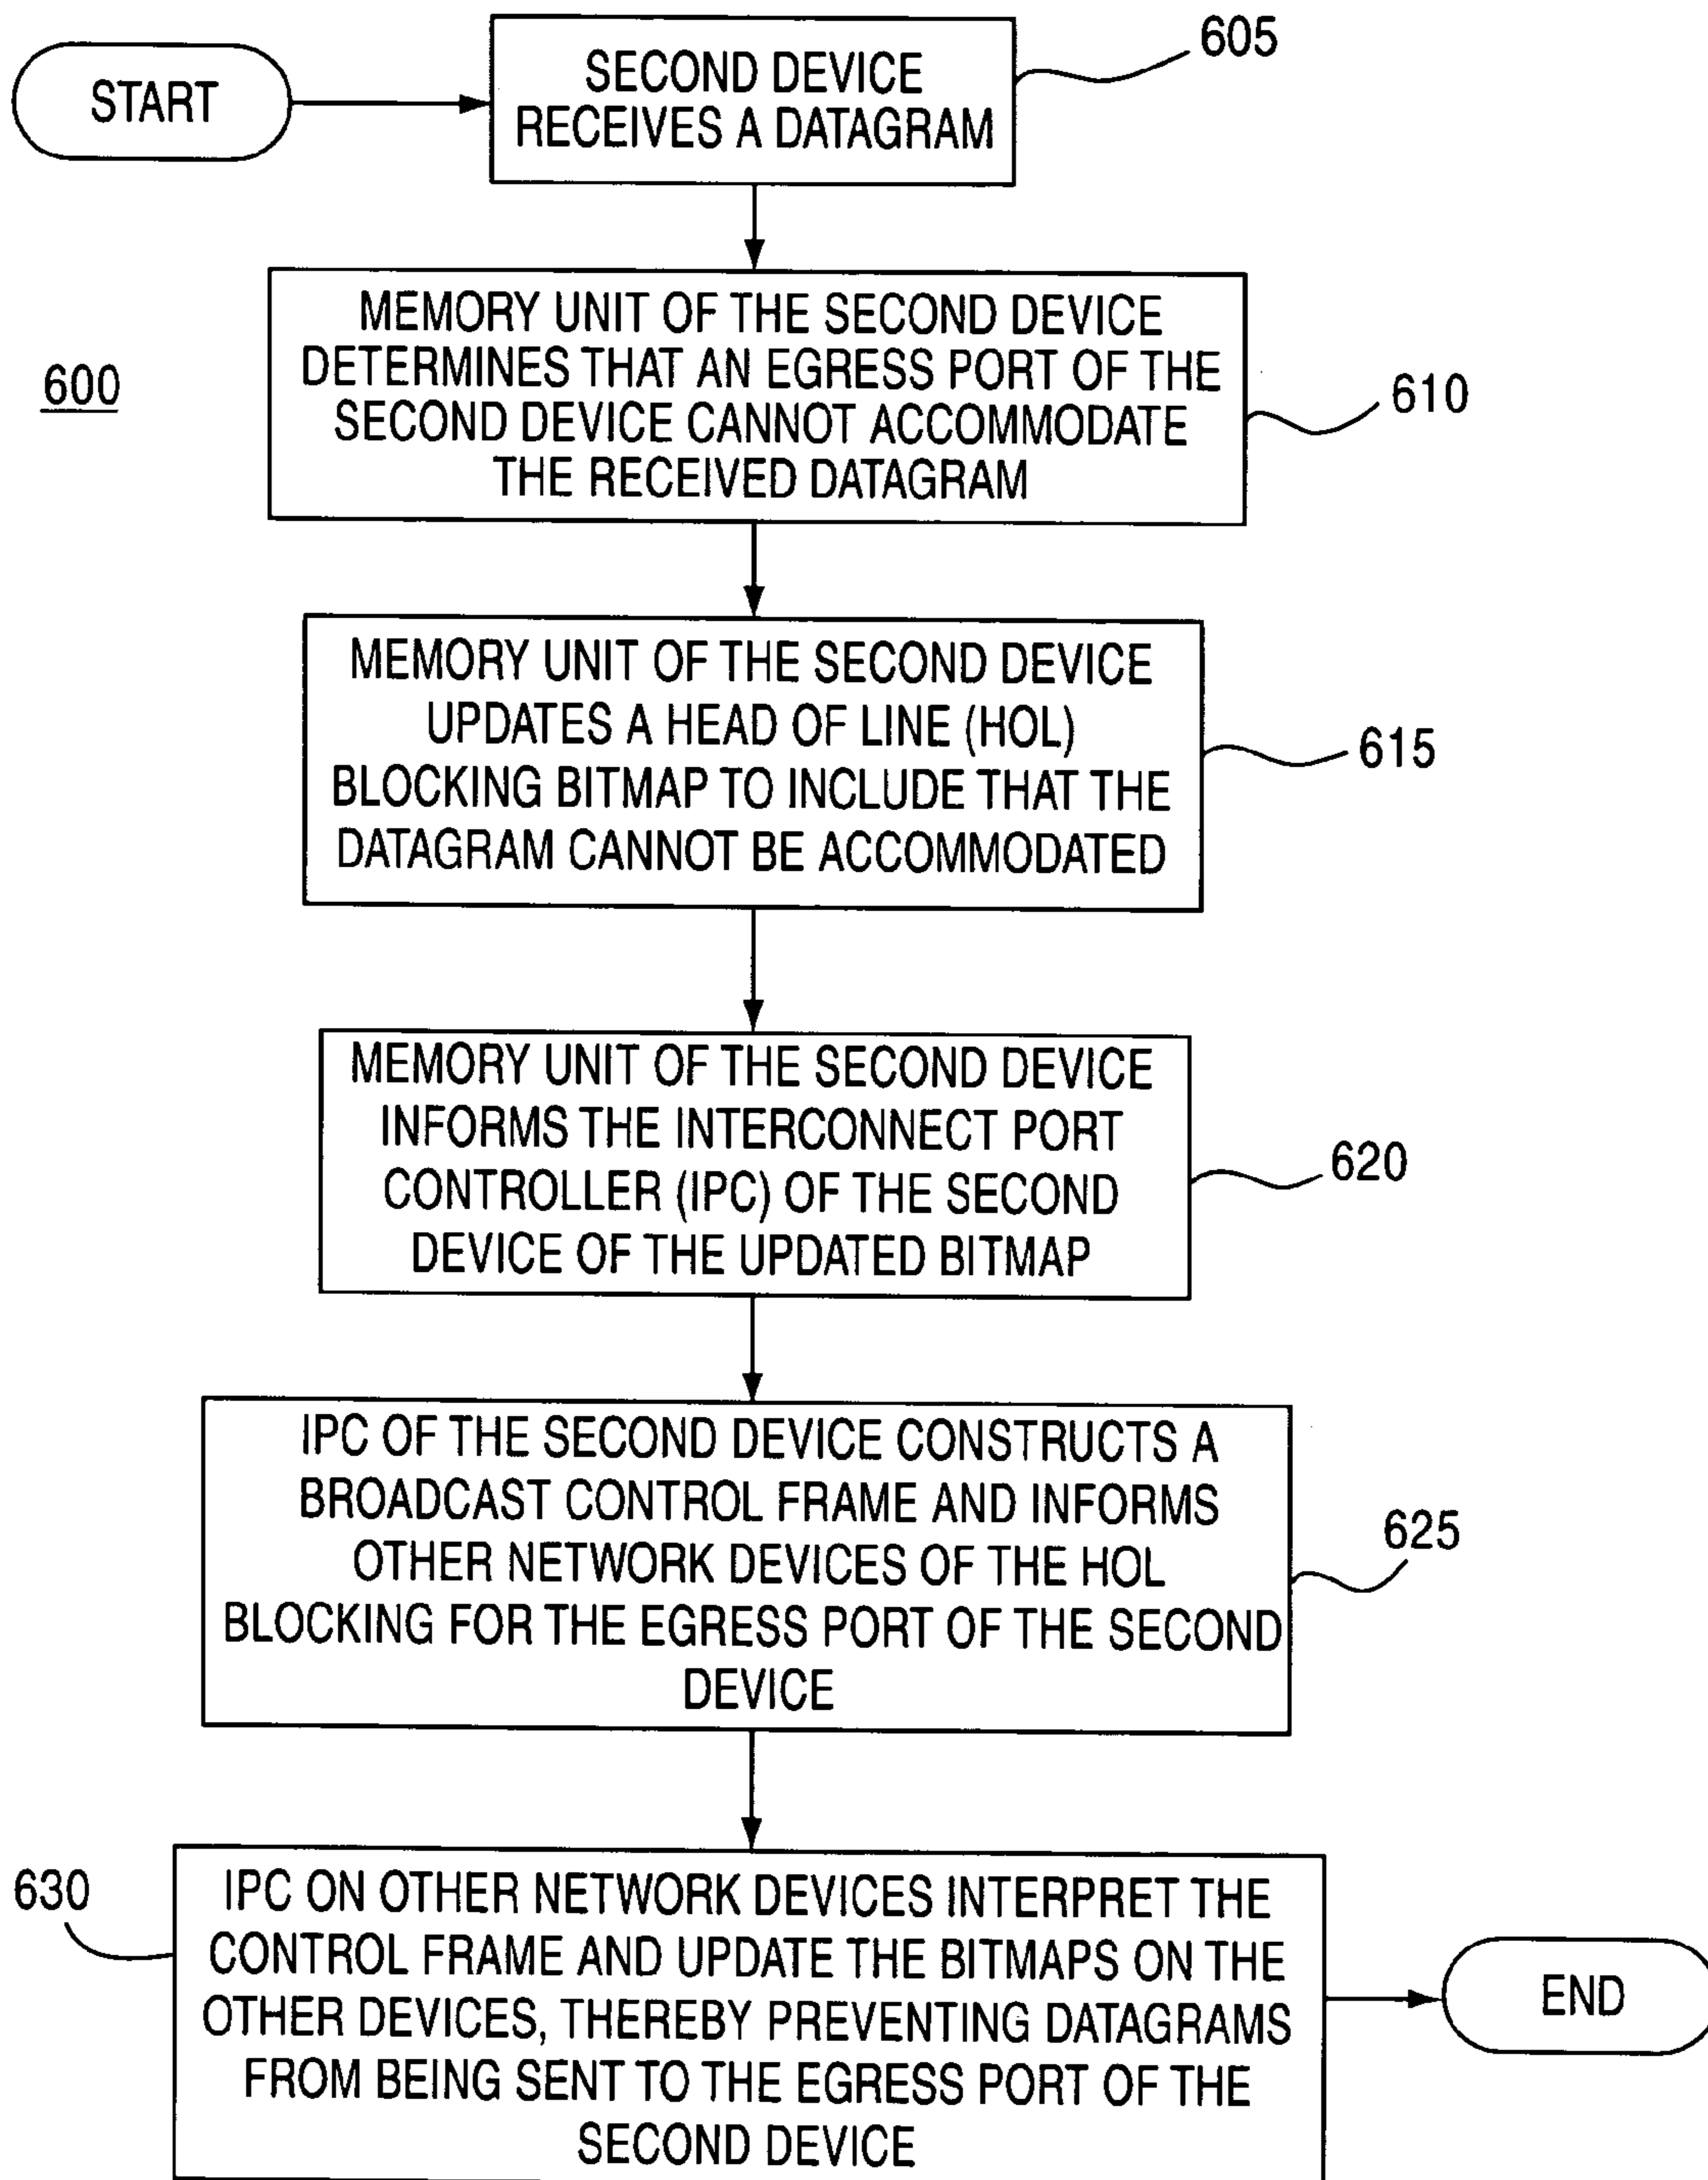 START
SECOND DEVICE
RECEIVES A DATAGRAM
605
600
MEMORY UNIT OF THE SECOND DEVICE
DETERMINES THAT AN EGRESS PORT OF THE
SECOND DEVICE CANNOT ACCOMMODATE
THE RECEIVED DATAGRAM
610
MEMORY UNIT OF THE SECOND DEVICE
UPDATES A HEAD OF LINE (HOL)
BLOCKING BITMAP TO INCLUDE THAT THE
DATAGRAM CANNOT BE ACCOMMODATED
615
MEMORY UNIT OF THE SECOND DEVICE
INFORMS THE INTERCONNECT PORT
CONTROLLER (IPC) OF THE SECOND
DEVICE OF THE UPDATED BITMAP
620
IPC OF THE SECOND DEVICE CONSTRUCTS A
BROADCAST CONTROL FRAME AND INFORMS
OTHER NETWORK DEVICES OF THE HOL
BLOCKING FOR THE EGRESS PORT OF THE SECOND
DEVICE
625
630
IPC ON OTHER NETWORK DEVICES INTERPRET THE
CONTROL FRAME AND UPDATE THE BITMAPS ON THE
OTHER DEVICES, THEREBY PREVENTING DATAGRAMS
FROM BEING SENT TO THE EGRESS PORT OF THE
SECOND DEVICE
END